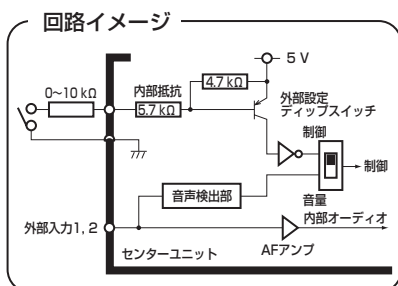 回路イメージ
5 V
4.7 kΩ
0~10 kΩ
内部抵抗
5.7 kΩ
外部設定
ディップスイッチ
制御
制御
音声検出部
音量
内部オーディオ
外部入力1, 2
センターユニット
AFアンプ